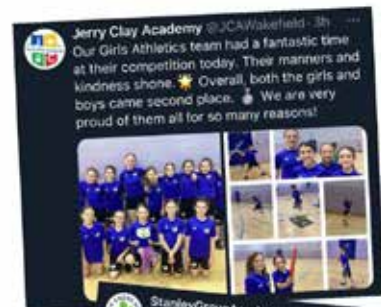 Jerry Clay Academy @JCAWakefield · 3h
Our Girls Athletics team had a fantastic time
at their competition today. Their manners and
kindness shone. 🌟 Overall, both the girls and
boys came second place. 🥈 We are very
proud of them all for so many reasons!